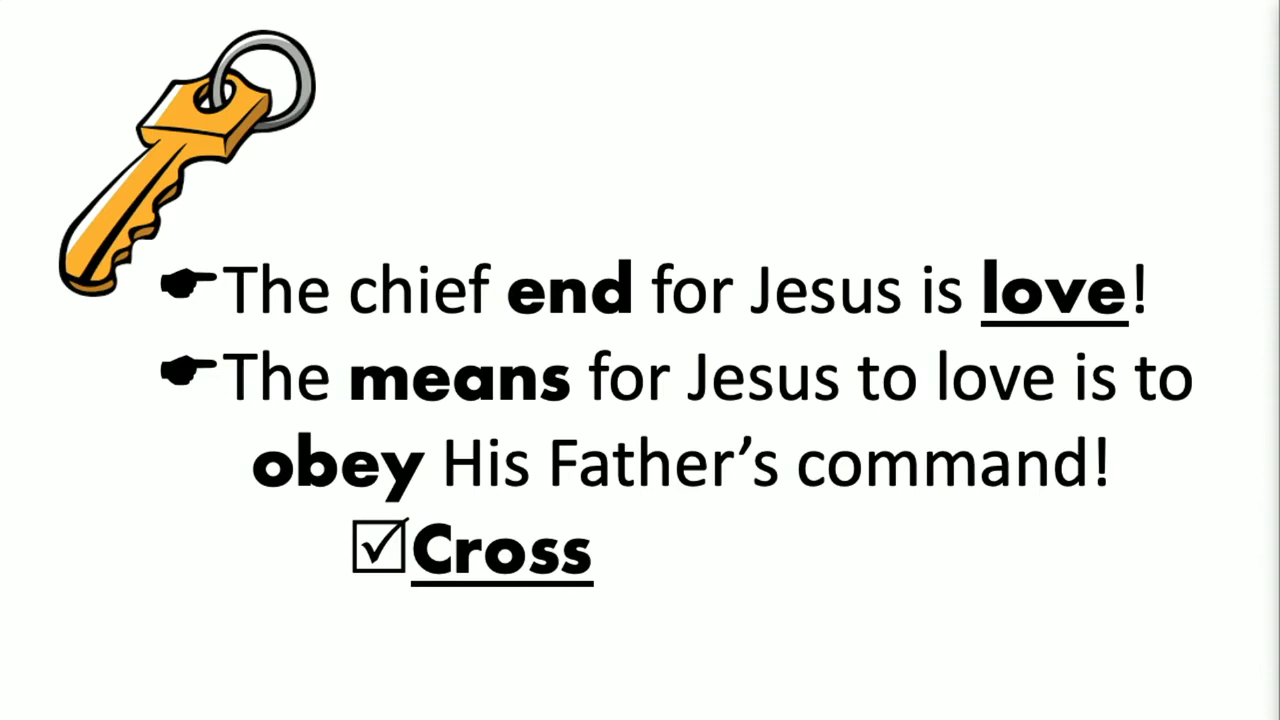 ☛The chief end for Jesus is love!
☛The means for Jesus to love is to
obey His Father’s command!
☑Cross